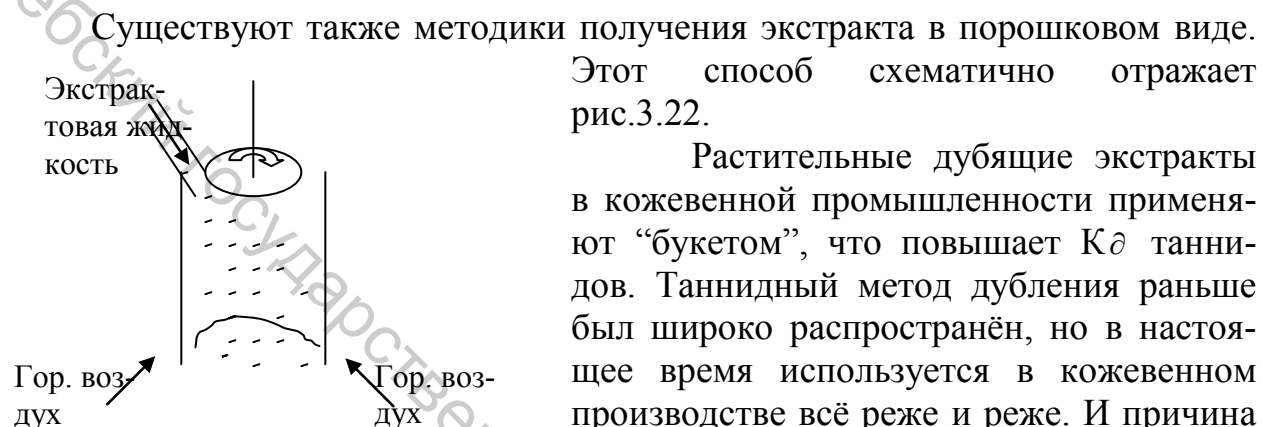 Существуют также методики получения экстракта в порошковом виде.
Этот способ схематично отражает
рис.3.22.
Растительные дубящие экстракты
в кожевенной промышленности применя-
ют “букетом”, что повышает К∂ танни-
дов. Таннидный метод дубления раньше
был широко распространён, но в настоя-
щее время используется в кожевенном
производстве всё реже и реже. И причина
Экстрак-
товая жид-
кость
Гор. воз-
дух
Гор. воз-
дух